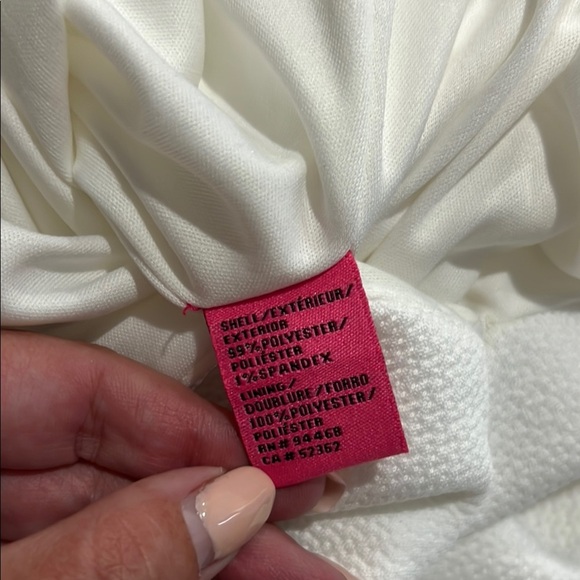 SHELL/EXTÉRIEUR/
EXTERIOR
99%POLYESTER/
POLIÉSTER
1%SPANDEX
LINING/
DOUBLURE/FORRO
100%POLYESTER/
POLIÉSTER
RN# 94468
CA# 52362